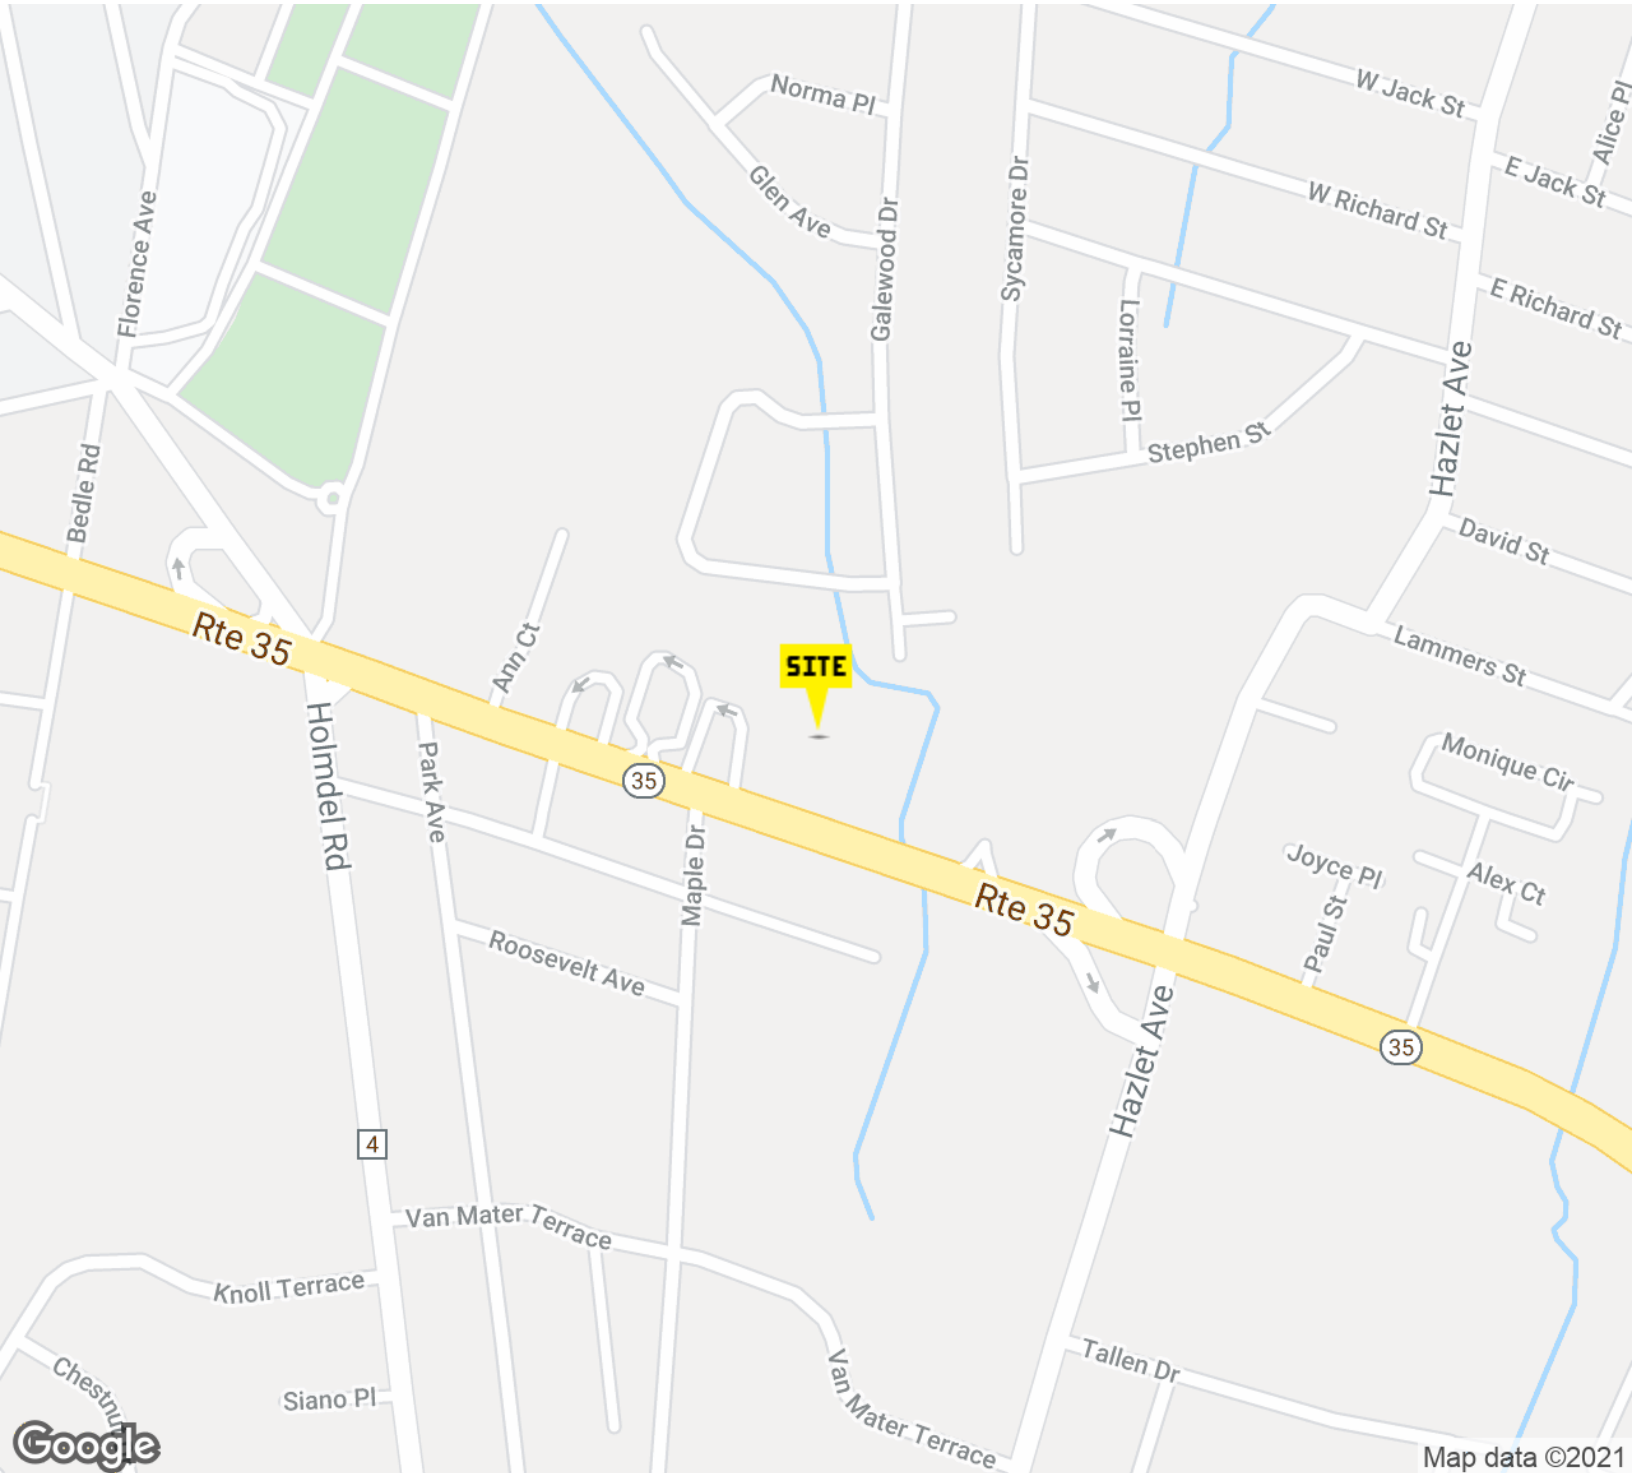 Norma Pl
W Jack St
Alice Pl
E Jack St
Glen Ave
W Richard St
Florence Ave
Galewood Dr
Sycamore Dr
E Richard St
Lorraine Pl
Hazlet Ave
Stephen St
Bedle Rd
David St
Rte 35
Ann Ct
SITE
Lammers St
Holmdel Rd
Park Ave
35
Monique Cir
Maple Dr
Joyce Pl
Alex Ct
Rte 35
Paul St
Roosevelt Ave
Hazlet Ave
35
4
Van Mater Terrace
Knoll Terrace
Chestnu
Siano Pl
Van Mater Terrace
Tallen Dr
Google
Map data ©2021